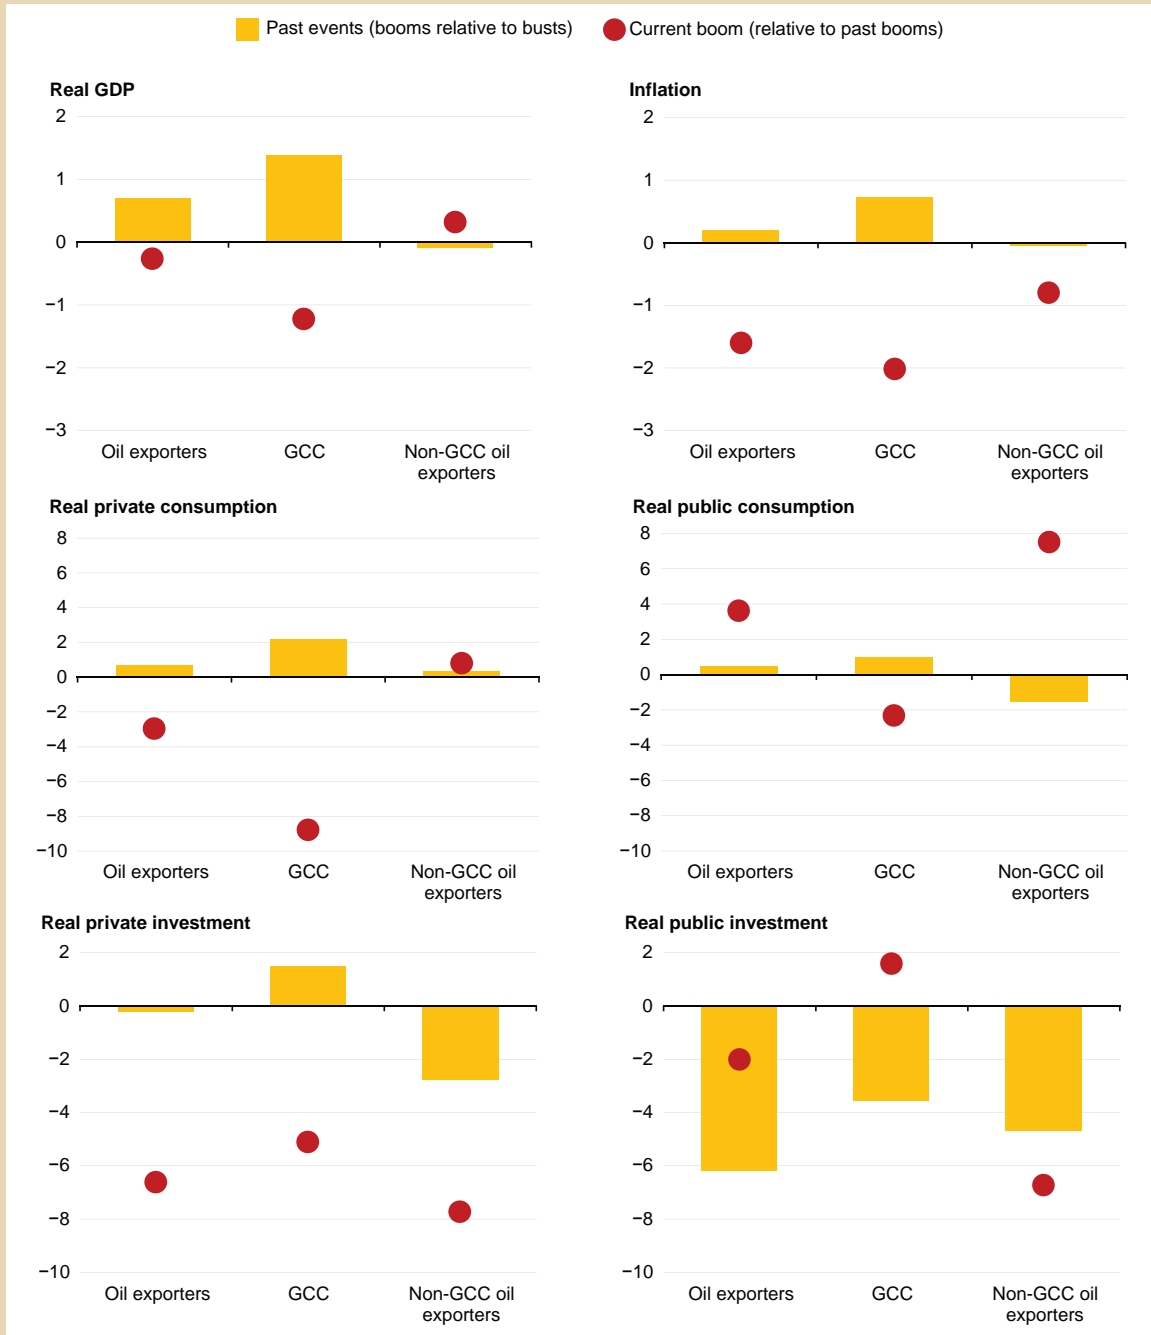 Past events (booms relative to busts)
Current boom (relative to past booms)
Real GDP
2
1
0
−1
−2
−3
Oil exporters
GCC
Non-GCC oil
exporters
Inflation
2
1
0
−1
−2
−3
Oil exporters
GCC
Non-GCC oil
exporters
Real private consumption
8
6
4
2
0
−2
−4
−6
−8
−10
Oil exporters
GCC
Non-GCC oil
exporters
Real public consumption
8
6
4
2
0
−2
−4
−6
−8
−10
Oil exporters
GCC
Non-GCC oil
exporters
Real private investment
2
0
−2
−4
−6
−8
−10
Oil exporters
GCC
Non-GCC oil
exporters
Real public investment
2
0
−2
−4
−6
−8
−10
Oil exporters
GCC
Non-GCC oil
exporters